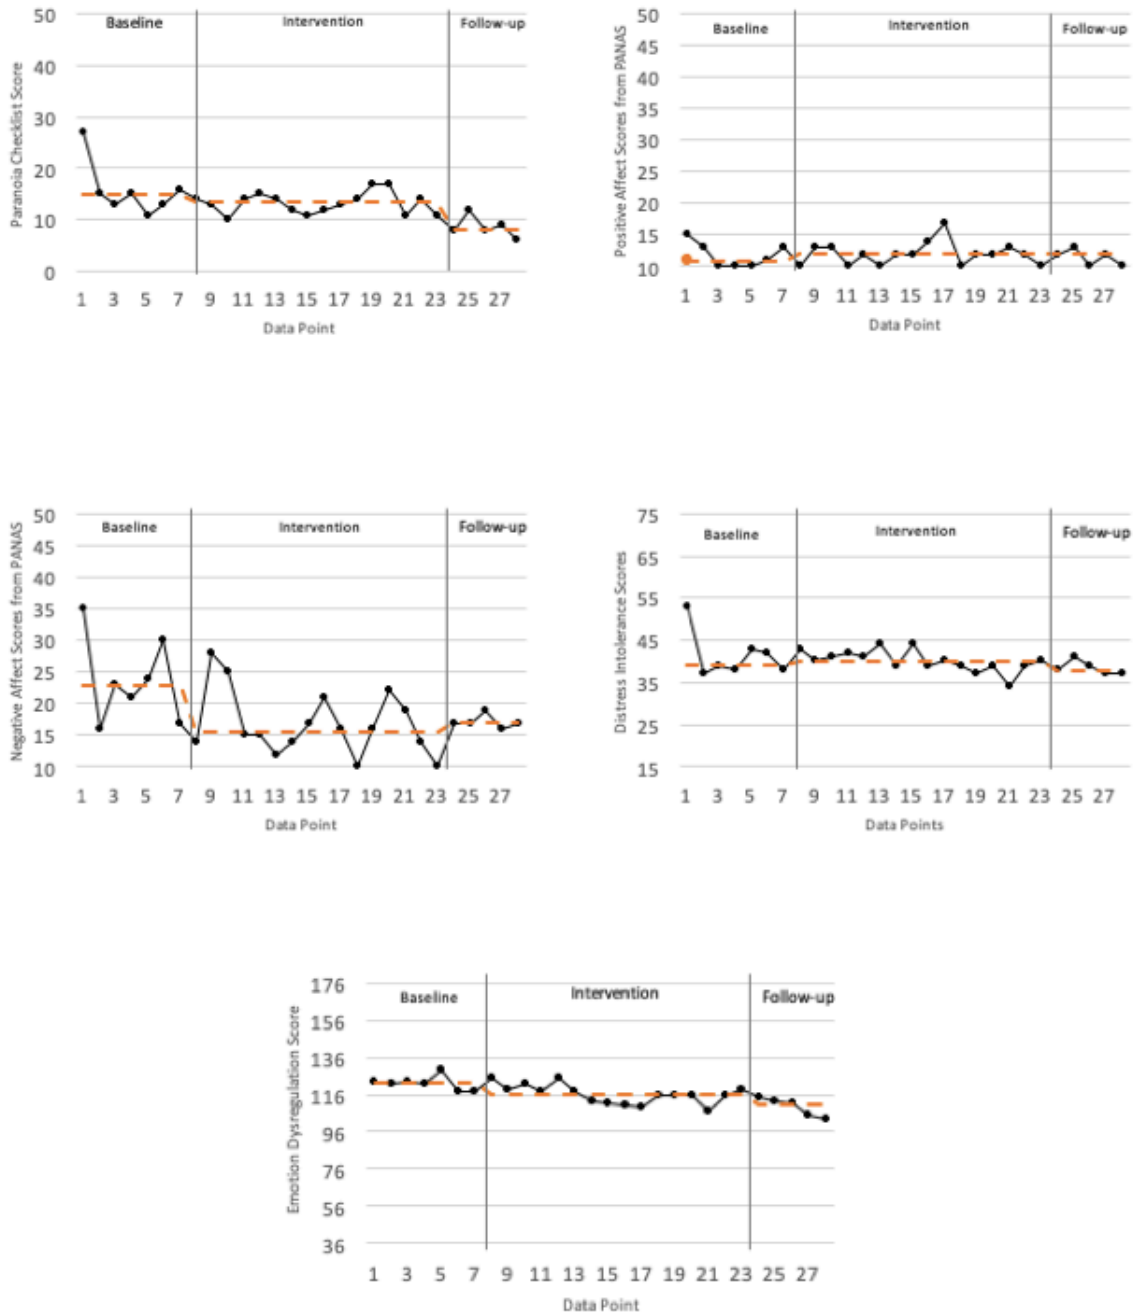 Baseline Intervention Follow-up
Paranoia Checklist Score
50
40
30
20
10
0
1 3 5 7 9 11 13 15 17 19 21 23 25 27
Data Point
Baseline Intervention Follow-up
Positive Affect Scores from PANAS
50
45
40
35
30
25
20
15
10
1 3 5 7 9 11 13 15 17 19 21 23 25 27
Data Point
Baseline Intervention Follow-up
Negative Affect Scores from PANAS
50
45
40
35
30
25
20
15
10
1 3 5 7 9 11 13 15 17 19 21 23 25 27
Data Point
Baseline Intervention Follow-up
Distress Intolerance Scores
75
65
55
45
35
25
15
1 3 5 7 9 11 13 15 17 19 21 23 25 27
Data Points
Baseline Intervention Follow-up
Emotion Dysregulation Score
176
156
136
116
96
76
56
36
1 3 5 7 9 11 13 15 17 19 21 23 25 27
Data Point